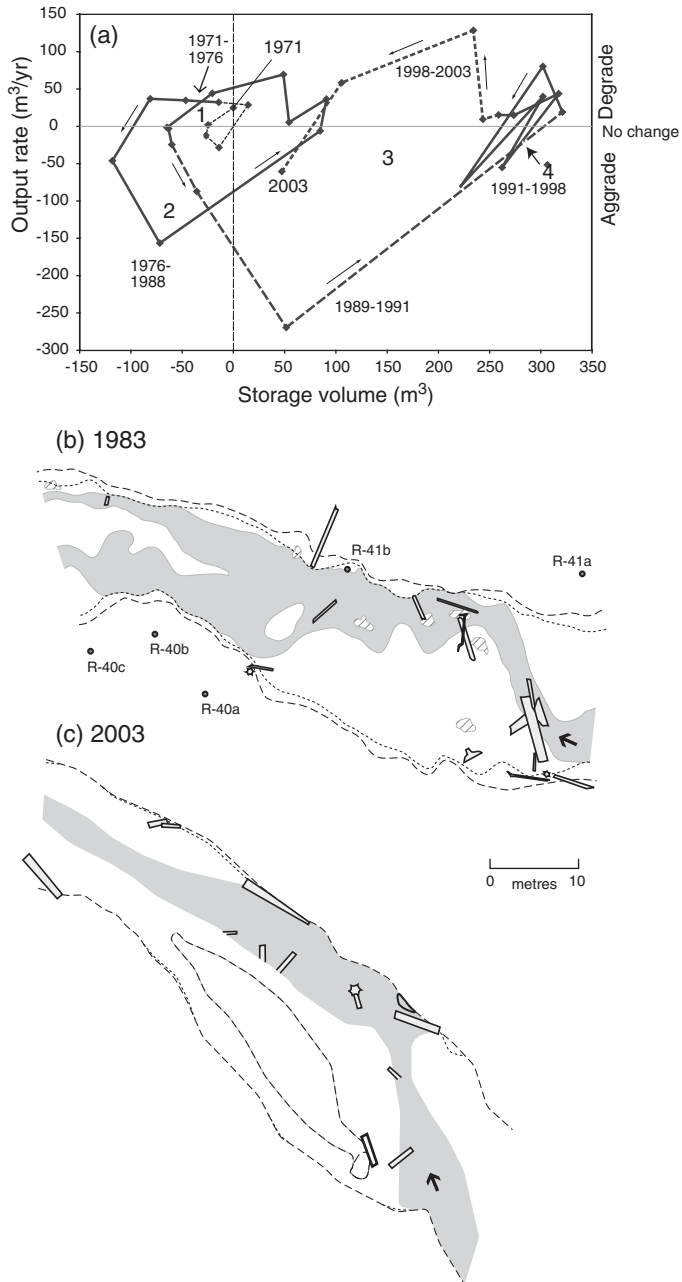 (a)
Output rate (m³/yr)
150
100
50
0
-50
-100
-150
-200
-250
-300
-150
-100
-50
0
50
100
150
200
250
300
350
Storage volume (m³)
1971-
1976
1971
1
2
3
4
1976-
1988
2003
1998-2003
1991-1998
1989-1991
Degrade
No change
Aggrade
(b) 1983
R-41b
R-41a
R-40b
R-40c
R-40a
(c) 2003
0 metres 10